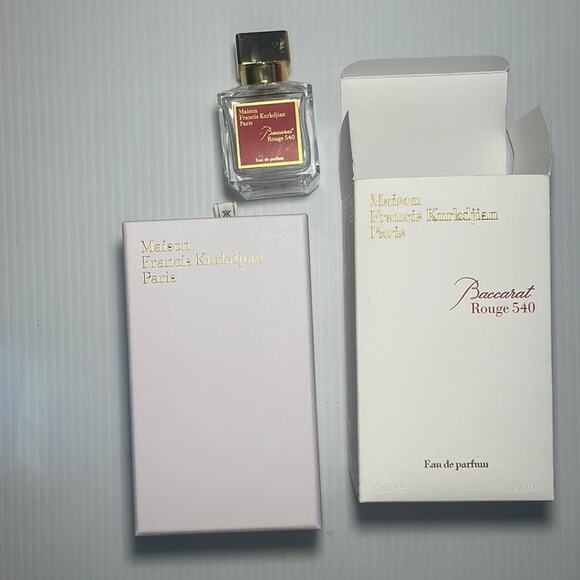 Maison
Francis Kurkdjian
Paris
Baccarat
Rouge 540
Eau de parfum
Maison
Francis Kurkdjian
Paris
Maison
Francis Kurkdjian
Paris
Baccarat
Rouge 540
Eau de parfum